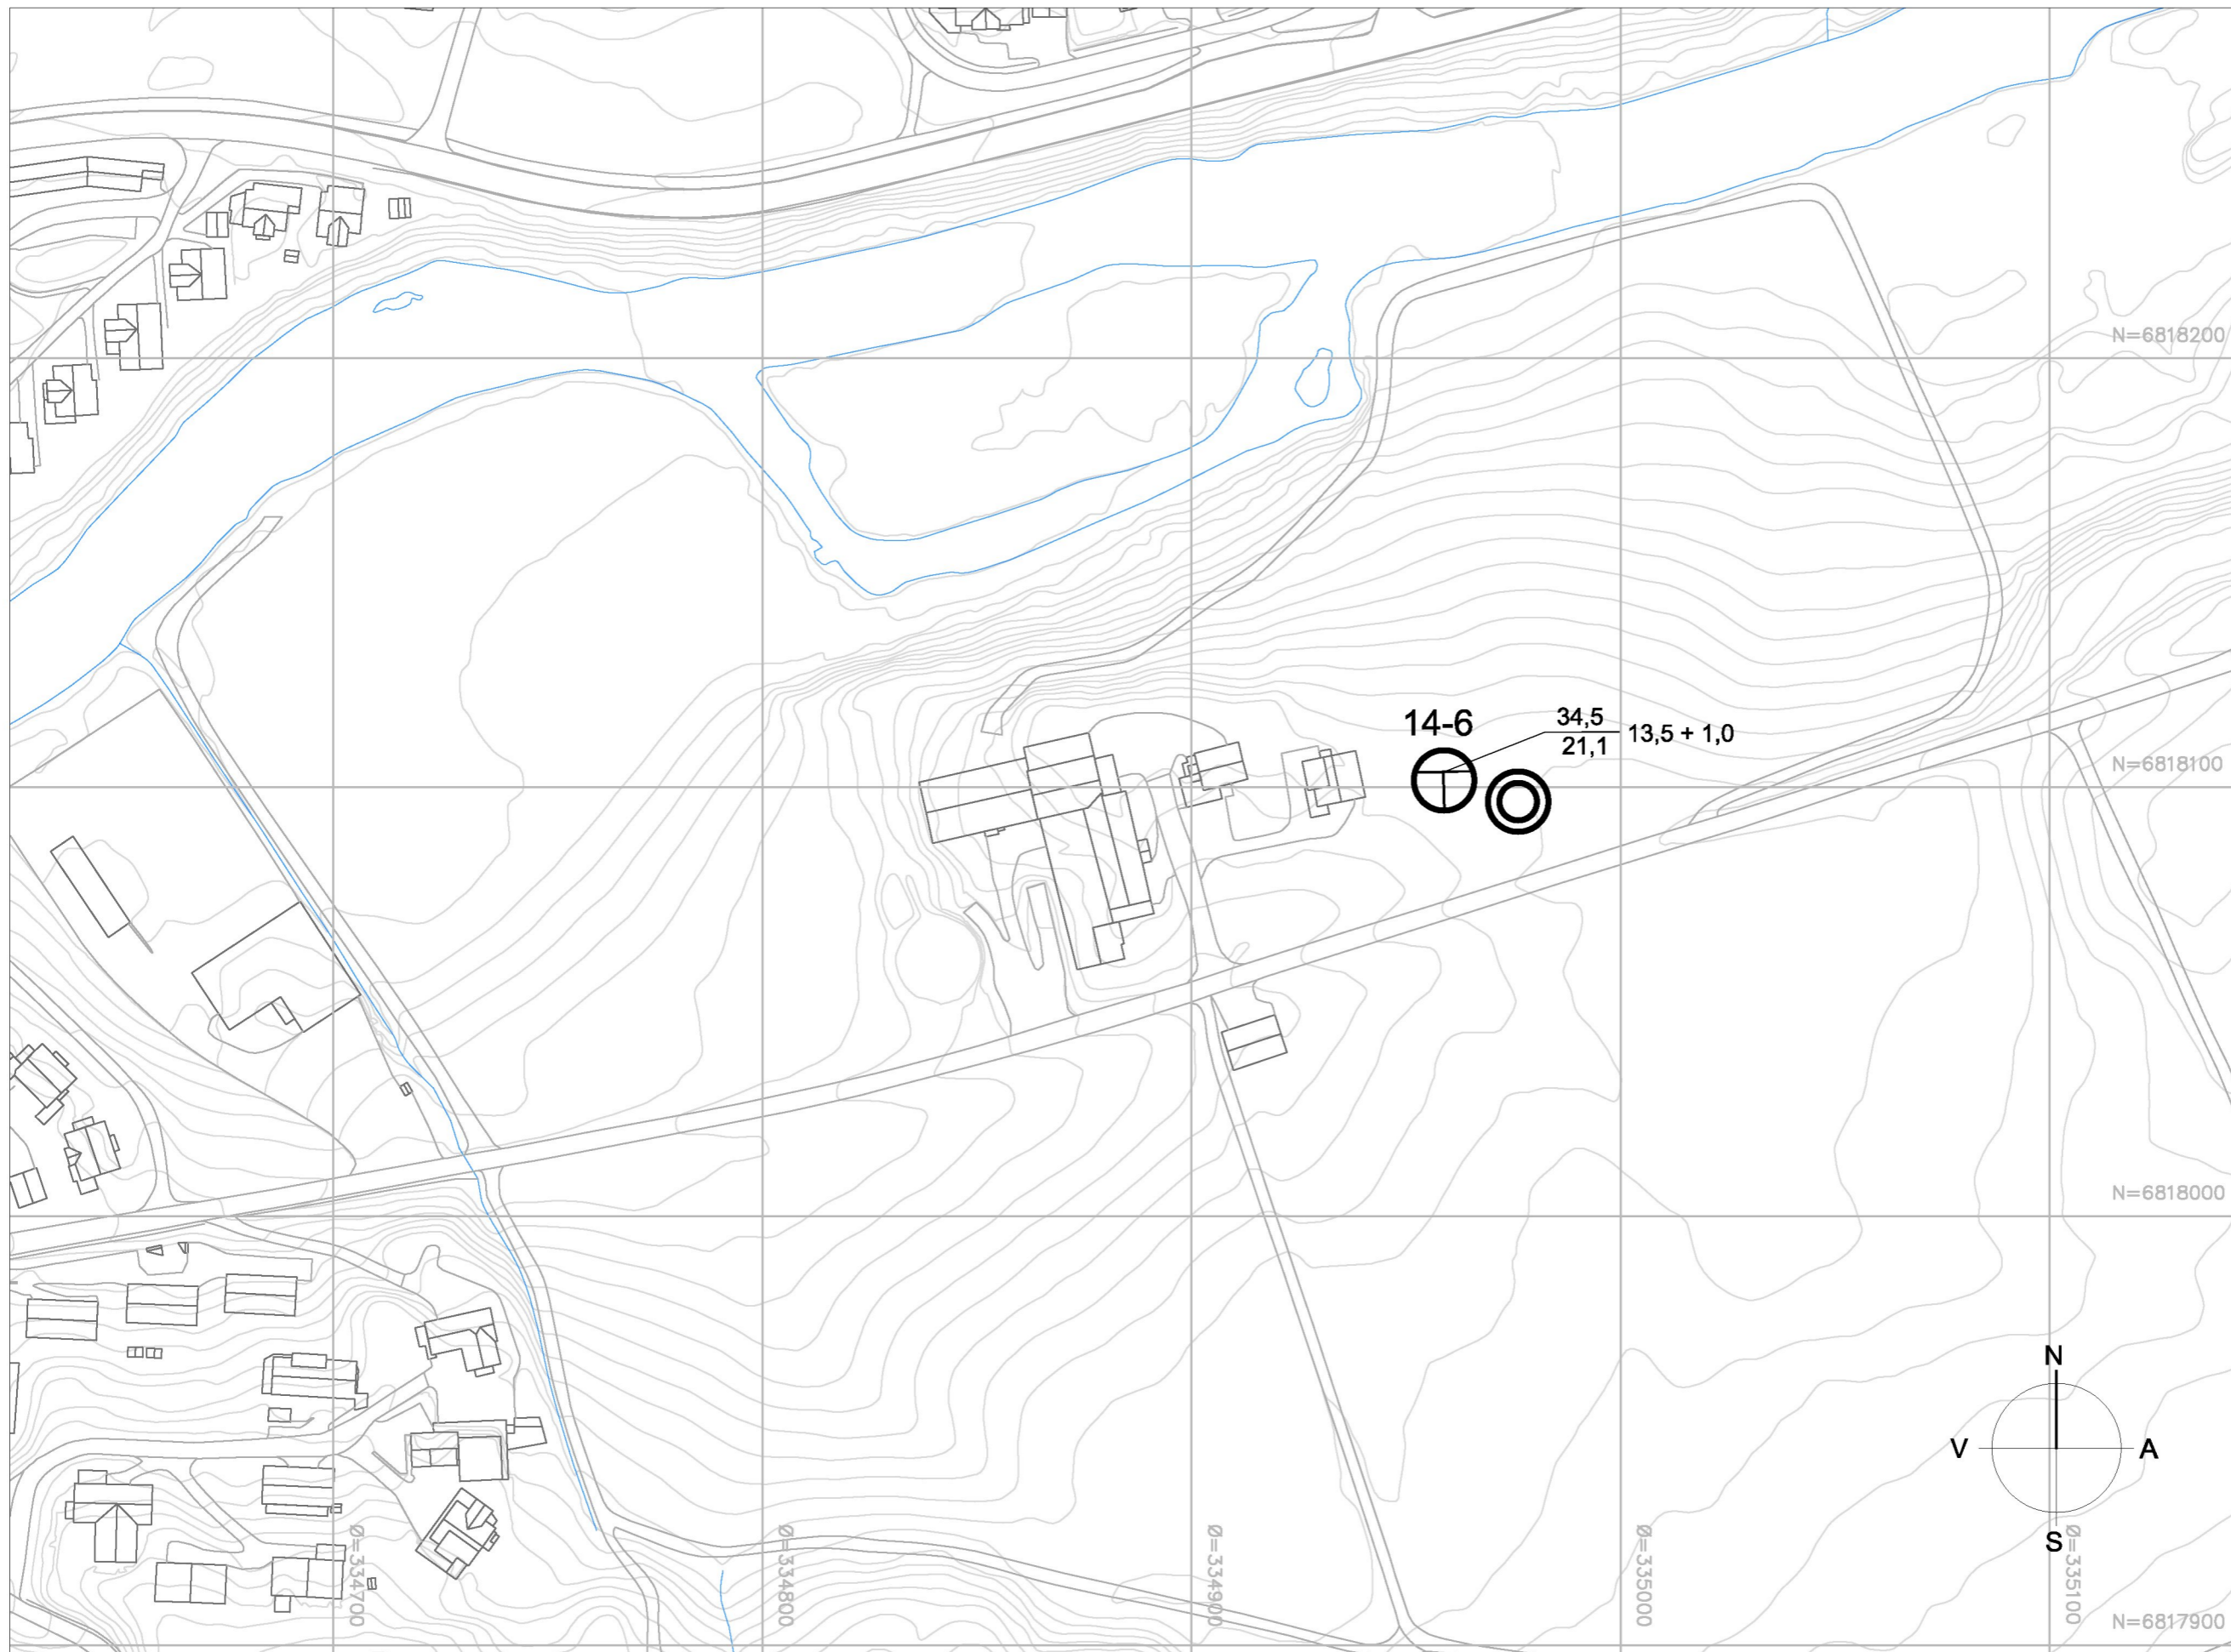 N=6818200
14-6
34,5
21,1
13,5 + 1,0
N=6818100
N=6818000
N
V
A
S
Ø=334700
Ø=334800
Ø=334900
Ø=335000
Ø=335100
N=6817900